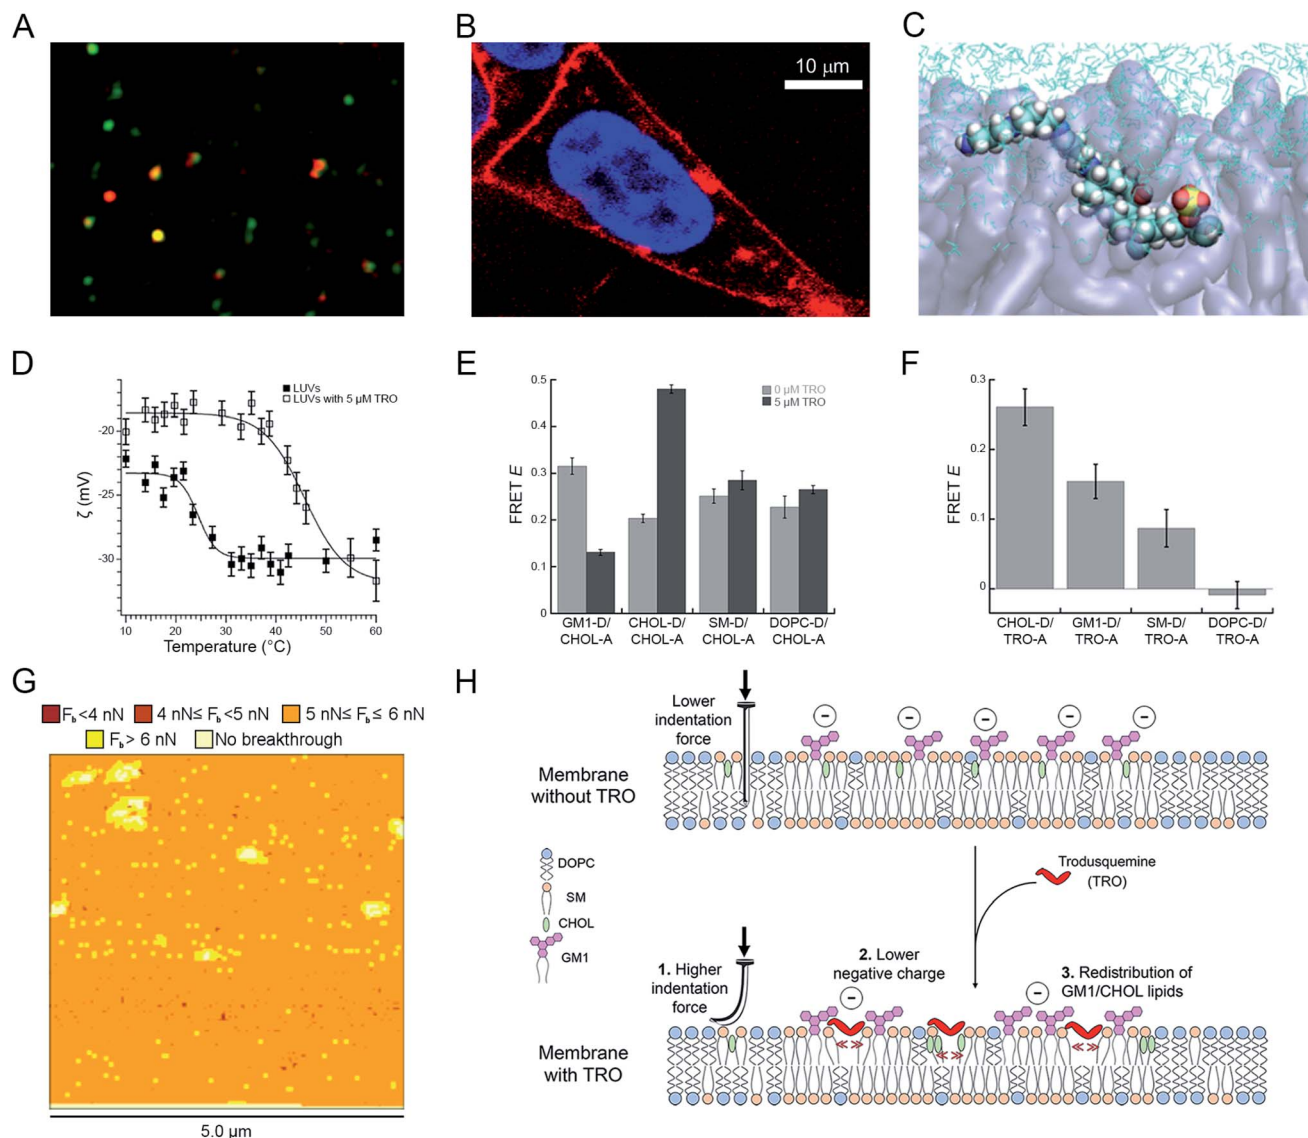 A
B
10 μm
C
D
LUVs
LUVs with 5 μM TRO
ζ (mV)
-20
-25
-30
10 20 30 40 50 60
Temperature (°C)
E
0 μM TRO
5 μM TRO
FRET E
0.5
0.4
0.3
0.2
0.1
0
GM1-D/ CHOL-D/ SM-D/ DOPC-D/
CHOL-A CHOL-A CHOL-A CHOL-A
F
FRET E
0.3
0.2
0.1
0
CHOL-D/ GM1-D/ SM-D/ DOPC-D/
TRO-A TRO-A TRO-A TRO-A
G
F_b<4 nN 4 nN≤ F_b<5 nN 5 nN≤ F_b≤ 6 nN
F_b> 6 nN No breakthrough
5.0 μm
H
Lower
indentation
force
Membrane
without TRO
DOPC
SM
CHOL
GM1
Trodusquemine
(TRO)
1. Higher
indentation
force
2. Lower
negative charge
3. Redistribution of
GM1/CHOL lipids
Membrane
with TRO